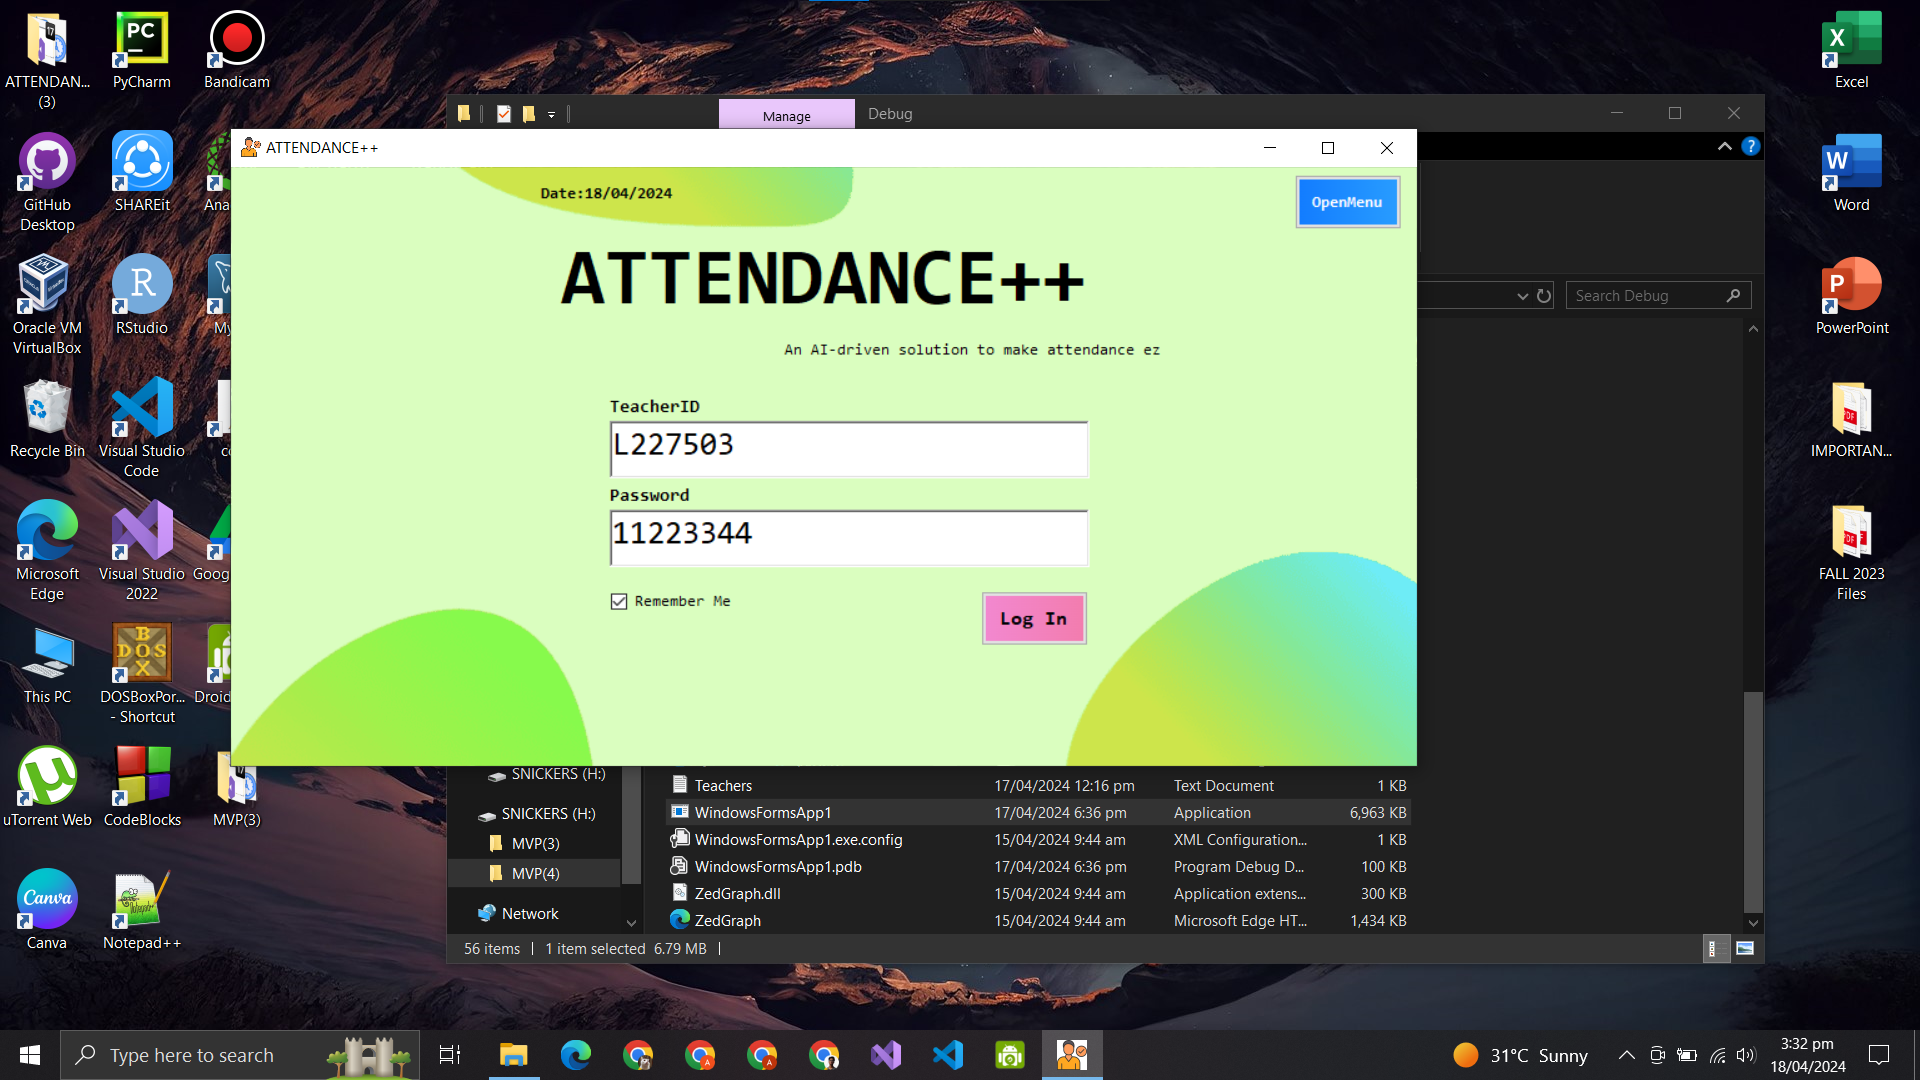 ATTENDAN...
(3)
PyCharm
Bandicam
GitHub
Desktop
SHAREit
Ana
Oracle VM
VirtualBox
RStudio
My
Recycle Bin
Visual Studio
Code
Microsoft
Edge
Visual Studio
2022
Goog
This PC
DOSBoxPor...
- Shortcut
Droid
uTorrent Web
CodeBlocks
MVP(3)
Canva
Notepad++
Excel
Word
PowerPoint
IMPORTAN...
FALL 2023
Files
Manage
Debug
ATTENDANCE++
Date:18/04/2024
OpenMenu
ATTENDANCE++
An AI-driven solution to make attendance ez
TeacherID
L227503
Password
11223344
Remember Me
Log In
Search Debug
SNICKERS (H:)
SNICKERS (H:)
MVP(3)
MVP(4)
Network
Teachers 17/04/2024 12:16 pm Text Document 1 KB
WindowsFormsApp1 17/04/2024 6:36 pm Application 6,963 KB
WindowsFormsApp1.exe.config 15/04/2024 9:44 am XML Configuration... 1 KB
WindowsFormsApp1.pdb 17/04/2024 6:36 pm Program Debug D... 100 KB
ZedGraph.dll 15/04/2024 9:44 am Application extens... 300 KB
ZedGraph 15/04/2024 9:44 am Microsoft Edge HT... 1,434 KB
56 items 1 item selected 6.79 MB
Type here to search
31°C Sunny
3:32 pm
18/04/2024